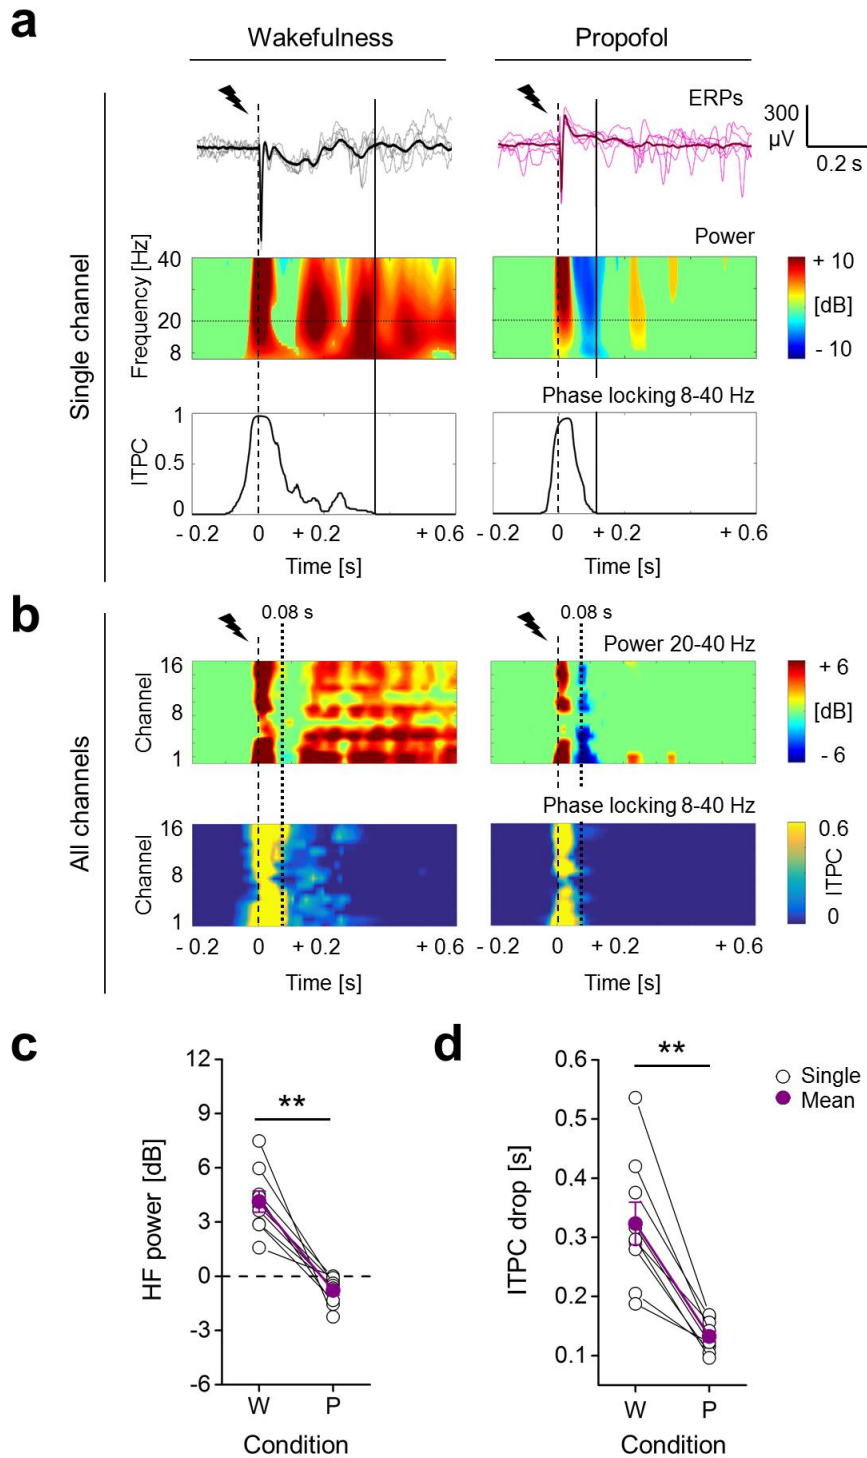 a
Wakefulness
Propofol
ERPs
300
µV
0.2 s
Single channel
Power
Frequency [Hz]
40
20
8
+ 10
[dB]
- 10
Phase locking 8-40 Hz
ITPC
1
0.5
0
- 0.2 0 + 0.2 + 0.6
- 0.2 0 + 0.2 + 0.6
Time [s]
Time [s]
b
0.08 s
0.08 s
All channels
Power 20-40 Hz
Channel
16
8
1
+ 6
[dB]
- 6
Phase locking 8-40 Hz
Channel
16
8
1
0.6
ITPC
0
- 0.2 0 + 0.2 + 0.6
- 0.2 0 + 0.2 + 0.6
Time [s]
Time [s]
c
HF power [dB]
12
9
6
3
0
-3
-6
**
W P
Condition
d
ITPC drop [s]
0.6
0.5
0.4
0.3
0.2
0.1
**
W P
Condition
Single
Mean